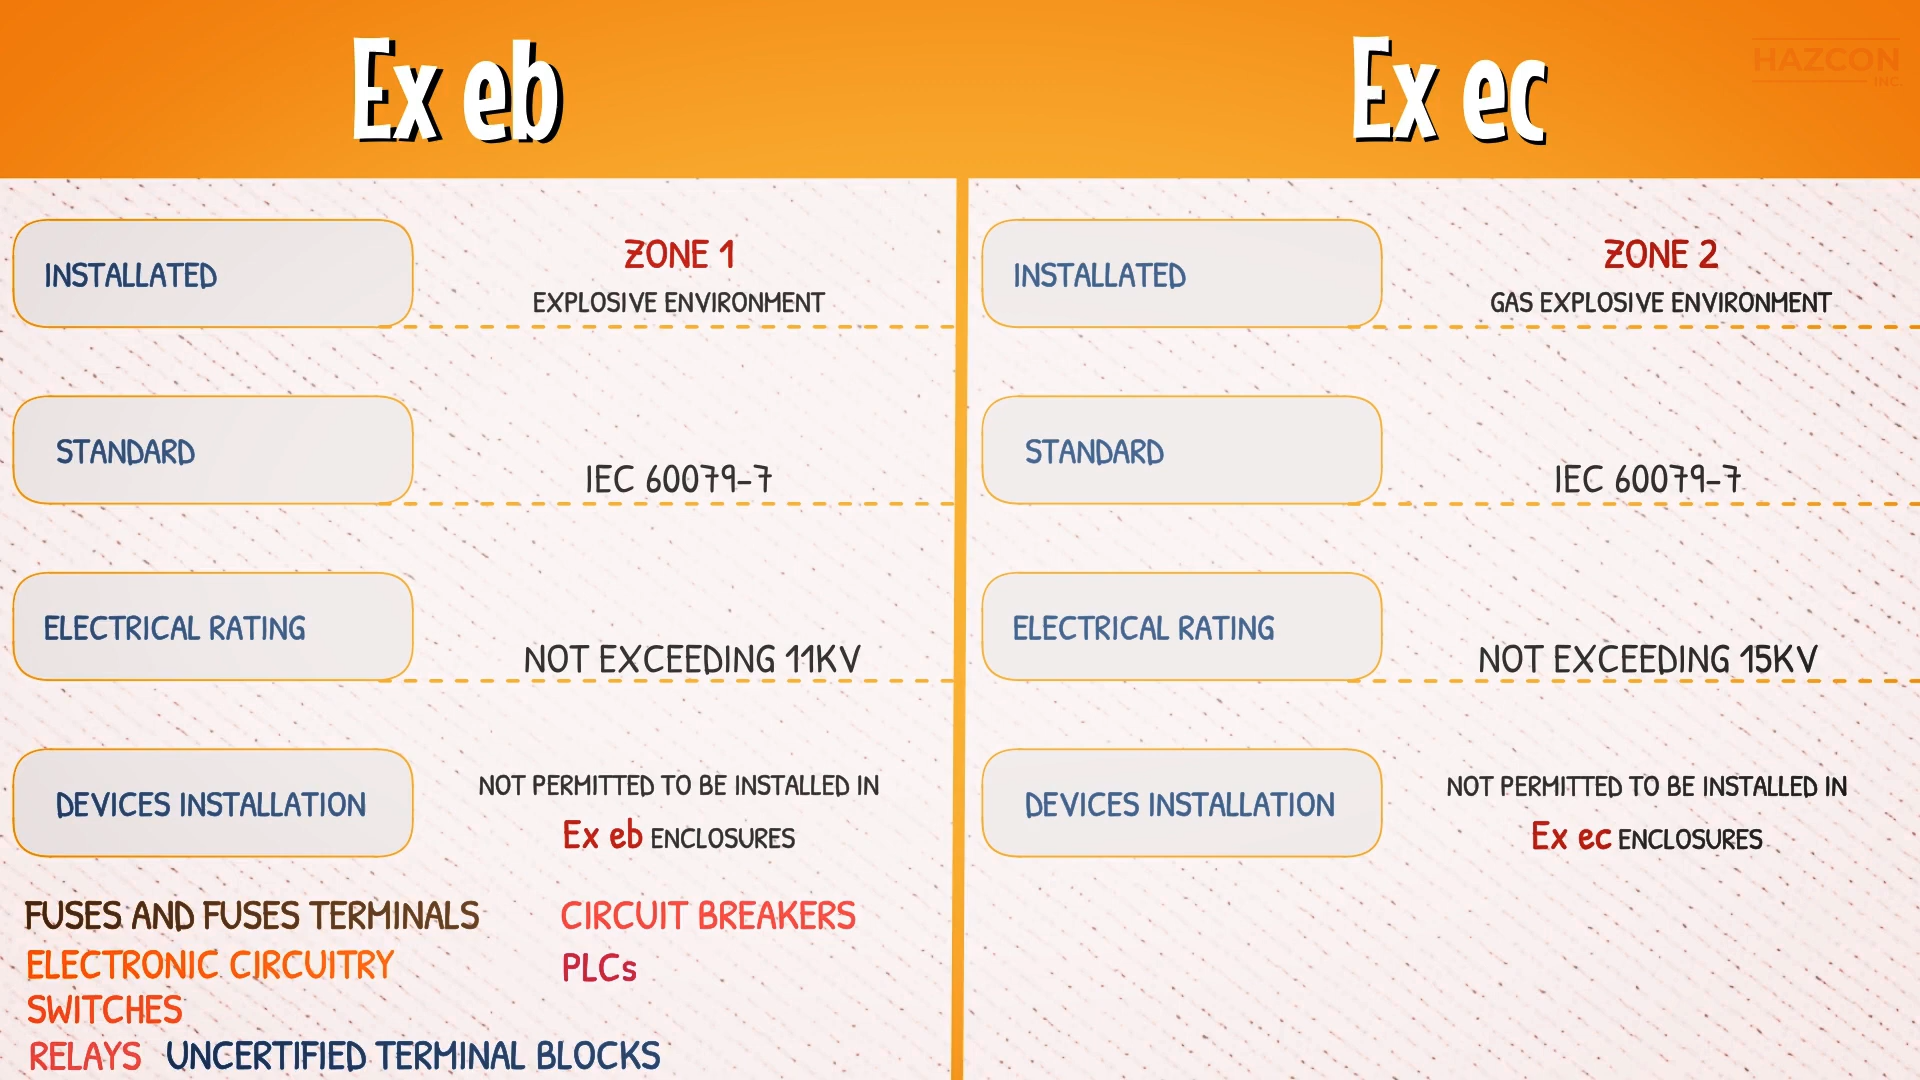 Ex eb
Ex ec
HAZCON
INC.
INSTALLATED
ZONE 1
EXPLOSIVE ENVIRONMENT
STANDARD
IEC 60079-7
ELECTRICAL RATING
NOT EXCEEDING 11KV
DEVICES INSTALLATION
NOT PERMITTED TO BE INSTALLED IN
Ex eb ENCLOSURES
FUSES AND FUSES TERMINALS
CIRCUIT BREAKERS
ELECTRONIC CIRCUITRY
PLCs
SWITCHES
RELAYS UNCERTIFIED TERMINAL BLOCKS
INSTALLATED
ZONE 2
GAS EXPLOSIVE ENVIRONMENT
STANDARD
IEC 60079-7
ELECTRICAL RATING
NOT EXCEEDING 15KV
DEVICES INSTALLATION
NOT PERMITTED TO BE INSTALLED IN
Ex ec ENCLOSURES